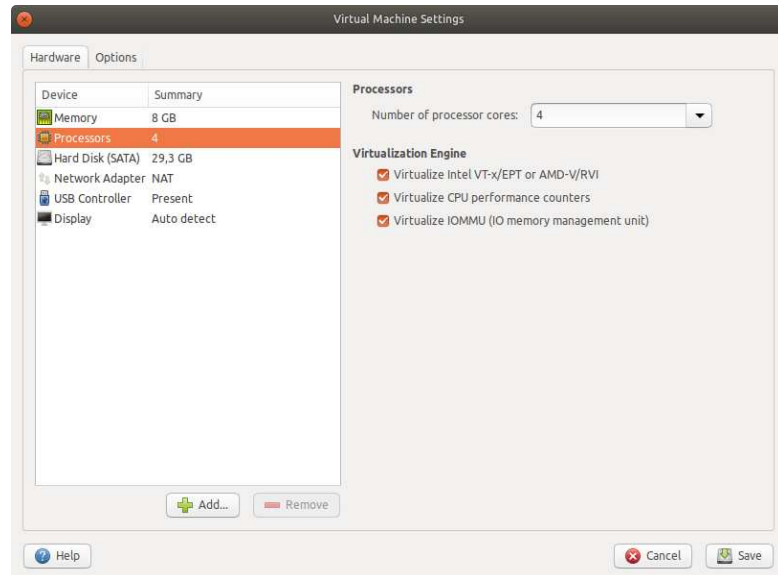 Virtual Machine Settings
Hardware Options
Device Summary
Memory 8 GB
Processors 4
Hard Disk (SATA) 29,3 GB
Network Adapter NAT
USB Controller Present
Display Auto detect
Add...
Remove
Processors
Number of processor cores: 4
Virtualization Engine
Virtualize Intel VT-x/EPT or AMD-V/RVI
Virtualize CPU performance counters
Virtualize IOMMU (IO memory management unit)
Help
Cancel
Save